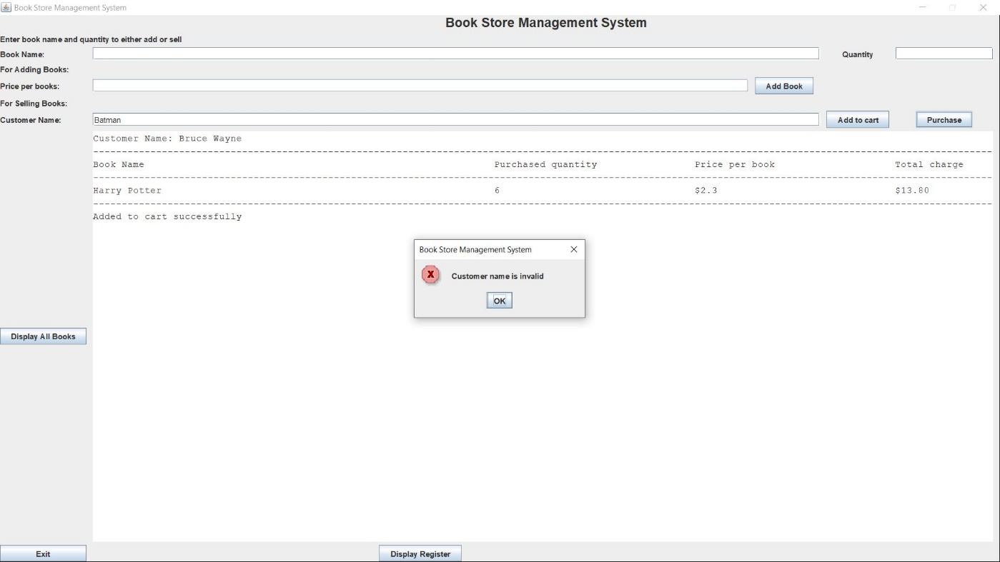 Book Store Management System
Book Store Management System
Enter book name and quantity to either add or sell
Book Name: Quantity
For Adding Books:
Price per books: Add Book
For Selling Books:
Customer Name: Batman Add to cart Purchase
Customer Name: Bruce Wayne
Book Name Purchased quantity Price per book Total charge
Harry Potter 6 $2.3 $13.80
Added to cart successfully
Book Store Management System
X Customer name is invalid
OK
Display All Books
Exit Display Register